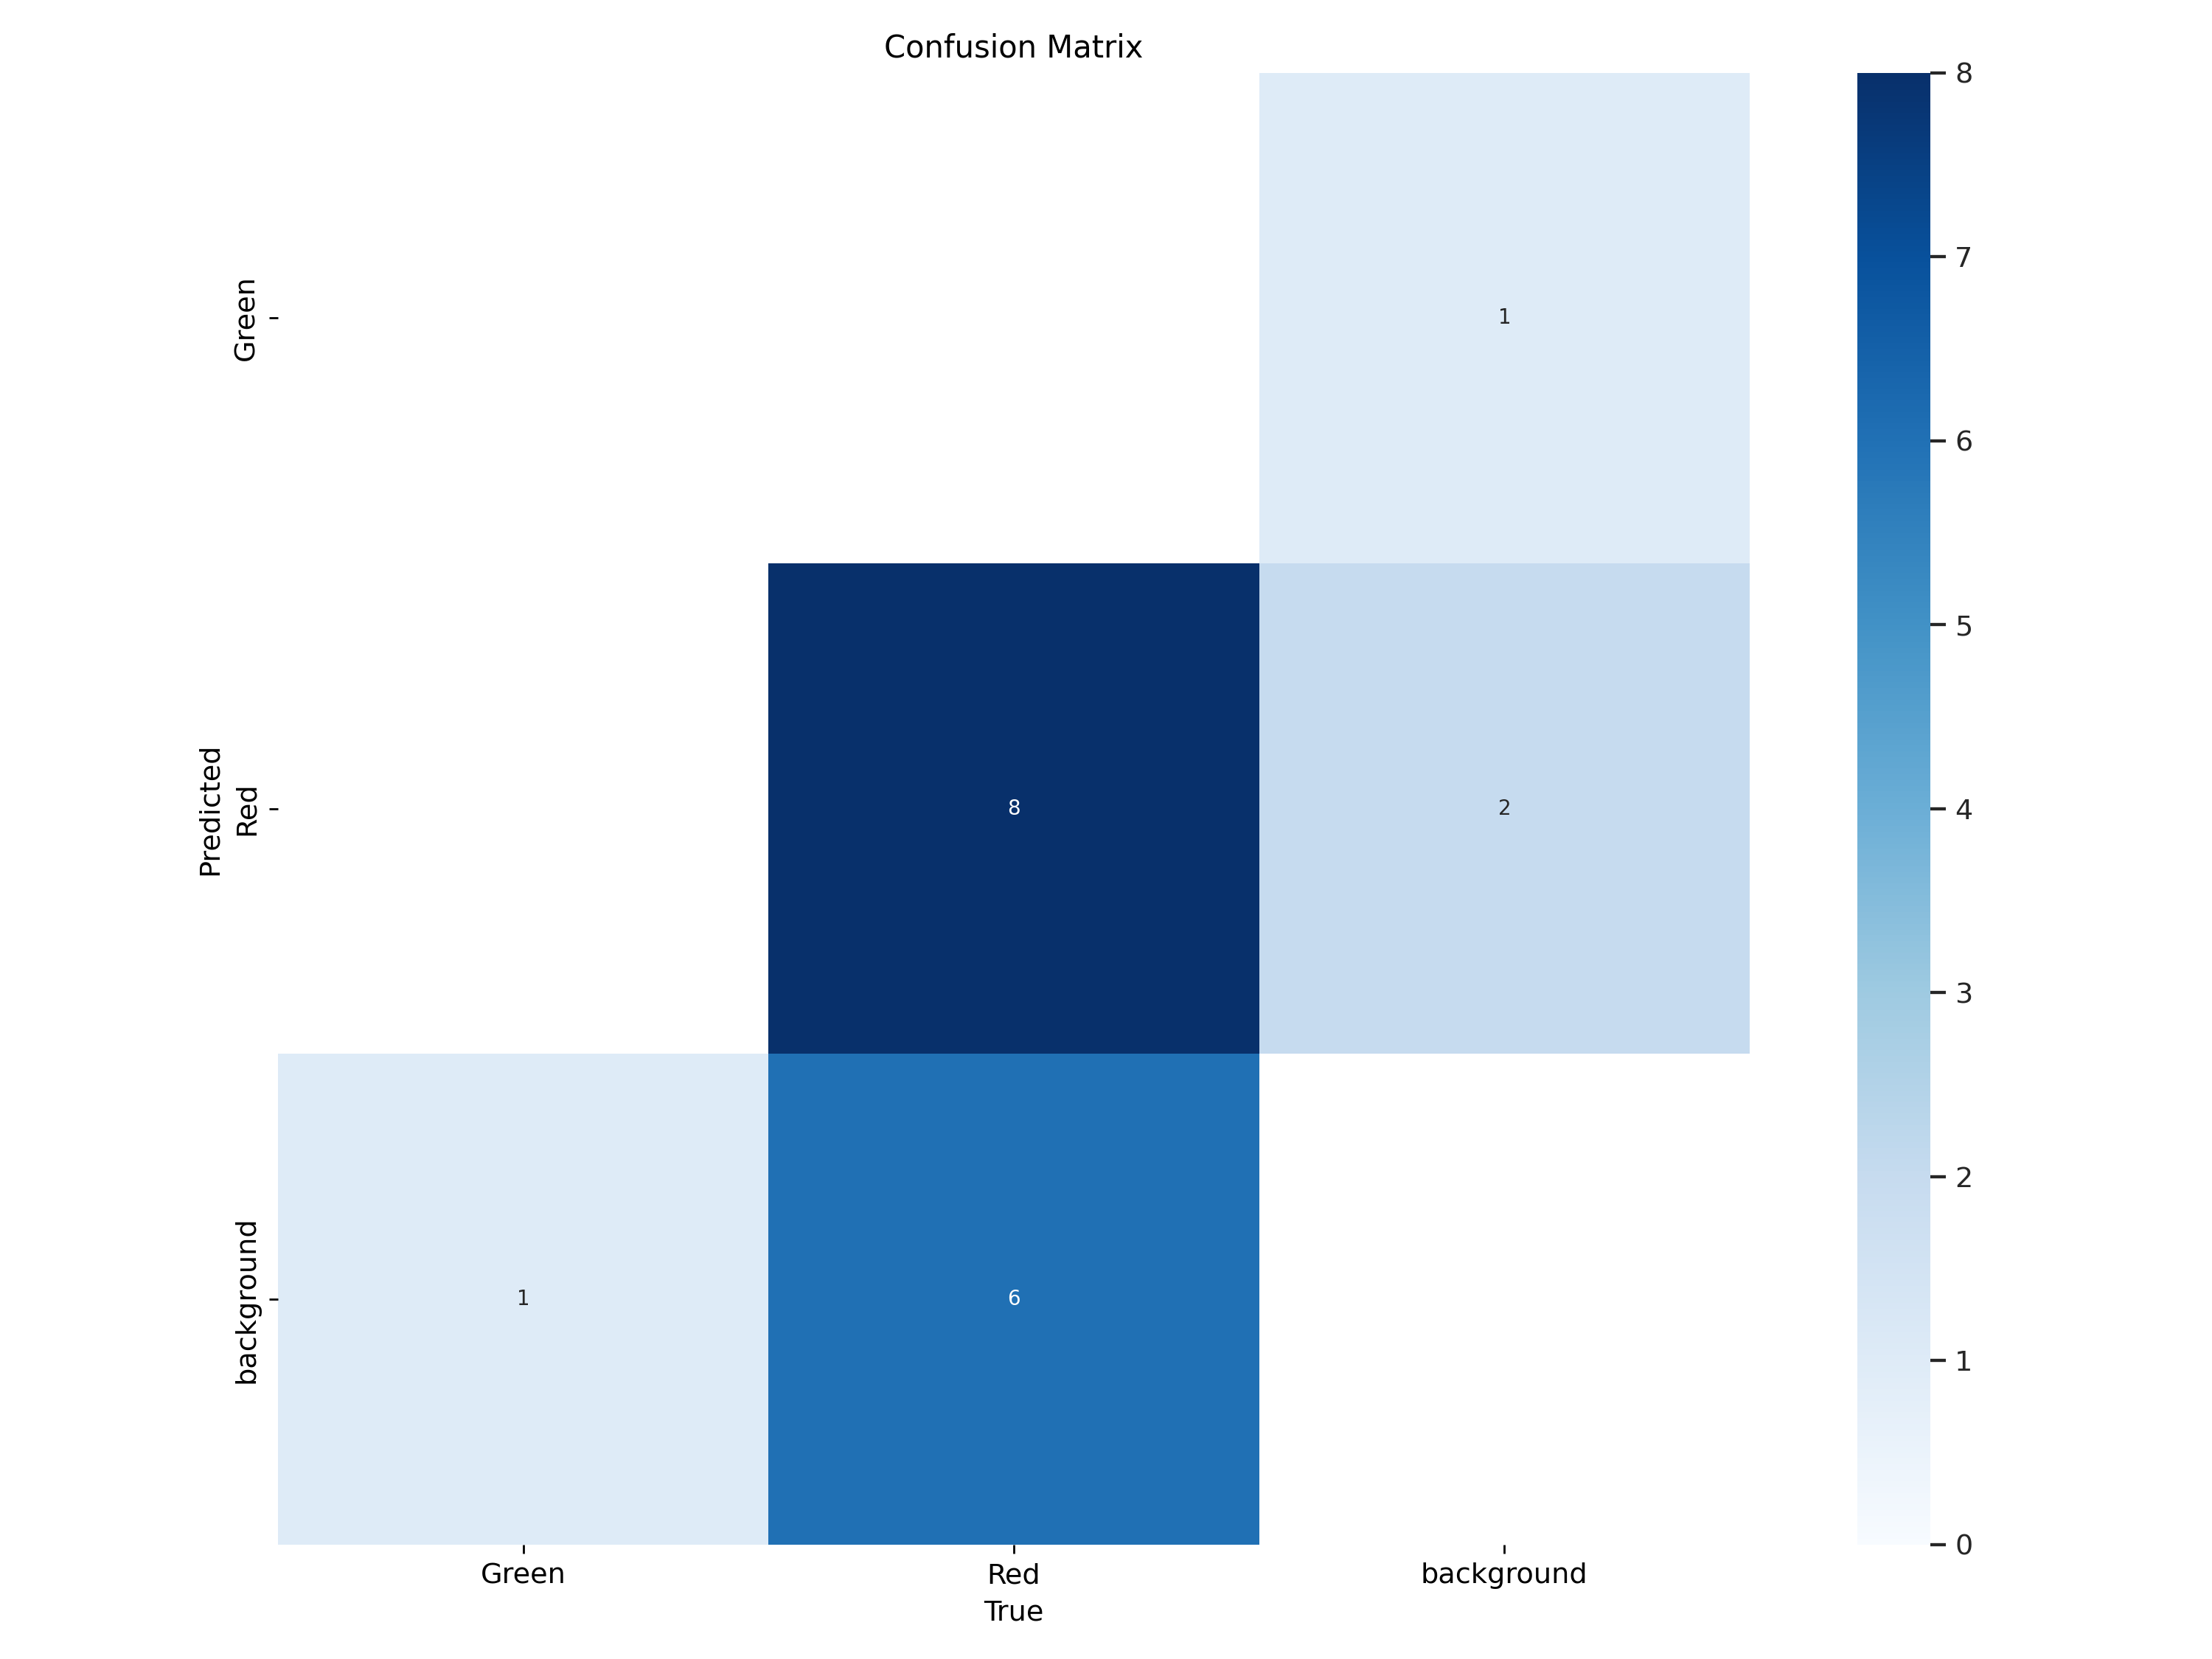 Confusion Matrix
Predicted
Green
Red
background
1
8
2
1
6
Green
Red
background
True
8
7
6
5
4
3
2
1
0